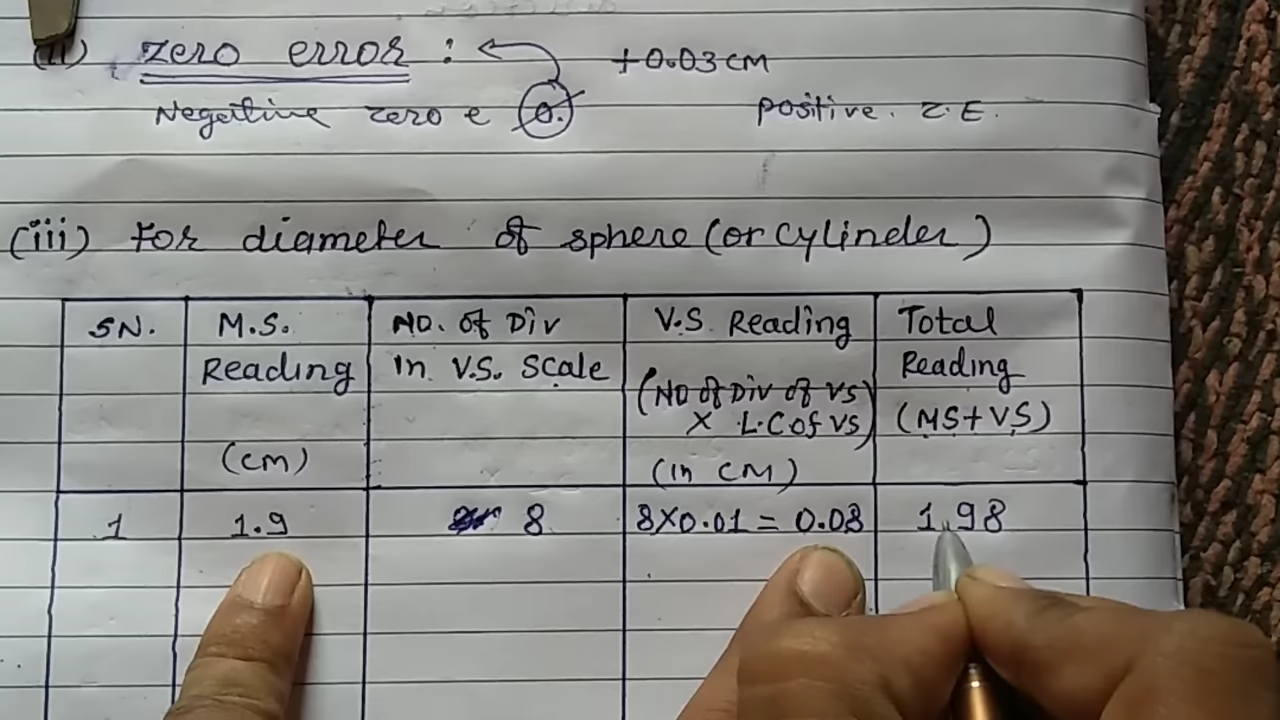 (ii) zero error : +0.03 cm
Negative zero e 0. Positive. Z.E.
(iii) For diameter of sphere (or cylinder)
SN. M.S. Reading (cm) NO. of Div in V.S. Scale V.S Reading (NO of Div of VS X L.C of VS) (in CM) Total Reading (MS+VS)
1 1.9 8 8X0.01 = 0.08 1.98